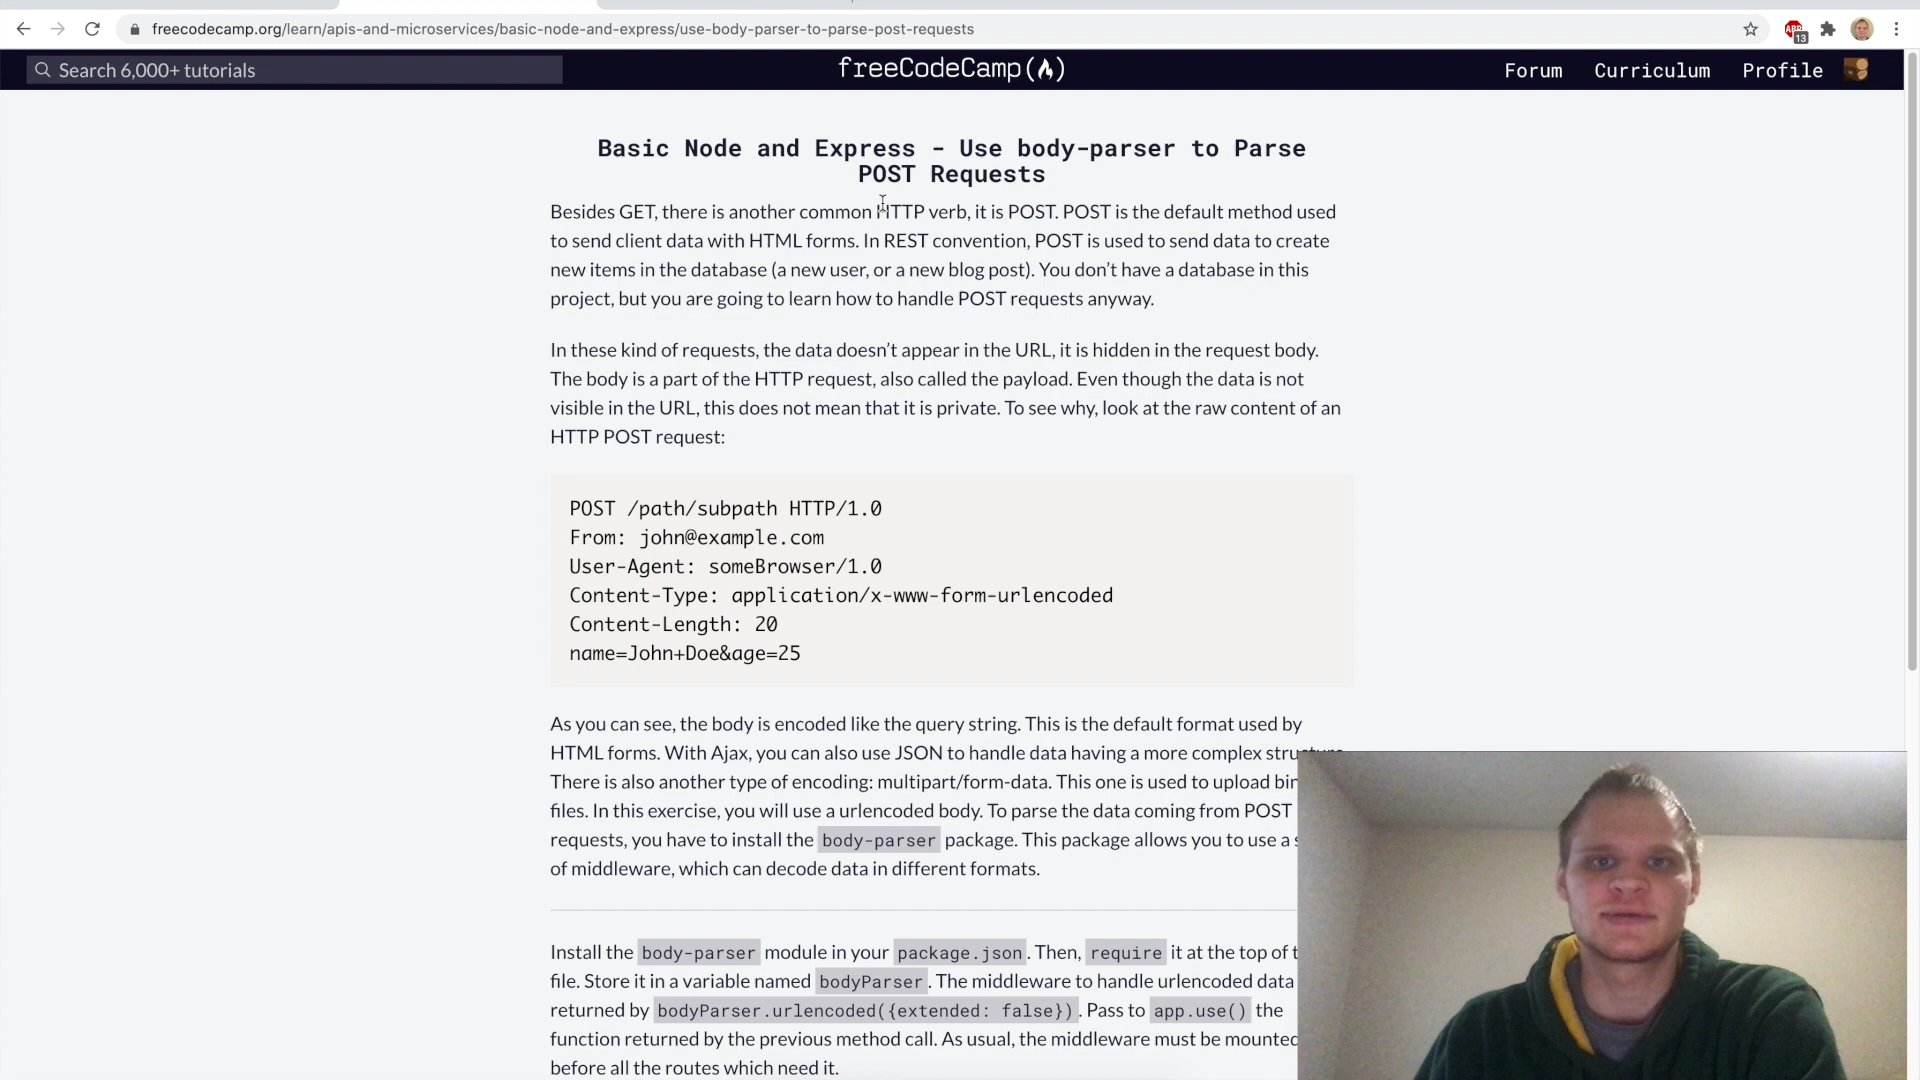 freecodecamp.org/learn/apis-and-microservices/basic-node-and-express/use-body-parser-to-parse-post-requests
ABP
13
Search 6,000+ tutorials
freeCodeCamp
Forum
Curriculum
Profile
Basic Node and Express - Use body-parser to Parse
POST Requests
Besides GET, there is another common HTTP verb, it is POST. POST is the default method used
to send client data with HTML forms. In REST convention, POST is used to send data to create
new items in the database (a new user, or a new blog post). You don’t have a database in this
project, but you are going to learn how to handle POST requests anyway.
In these kind of requests, the data doesn’t appear in the URL, it is hidden in the request body.
The body is a part of the HTTP request, also called the payload. Even though the data is not
visible in the URL, this does not mean that it is private. To see why, look at the raw content of an
HTTP POST request:
POST /path/subpath HTTP/1.0
From: john@example.com
User-Agent: someBrowser/1.0
Content-Type: application/x-www-form-urlencoded
Content-Length: 20
name=John+Doe&age=25
As you can see, the body is encoded like the query string. This is the default format used by
HTML forms. With Ajax, you can also use JSON to handle data having a more complex
There is also another type of encoding: multipart/form-data. This one is used to upload
files. In this exercise, you will use a urlencoded body. To parse the data coming from POST
requests, you have to install the body-parser package. This package allows you to use a
of middleware, which can decode data in different formats.
Install the body-parser module in your package.json. Then, require it at the top of
file. Store it in a variable named bodyParser. The middleware to handle urlencoded data
returned by bodyParser.urlencoded({extended: false}). Pass to app.use() the
function returned by the previous method call. As usual, the middleware must be mounted
before all the routes which need it.